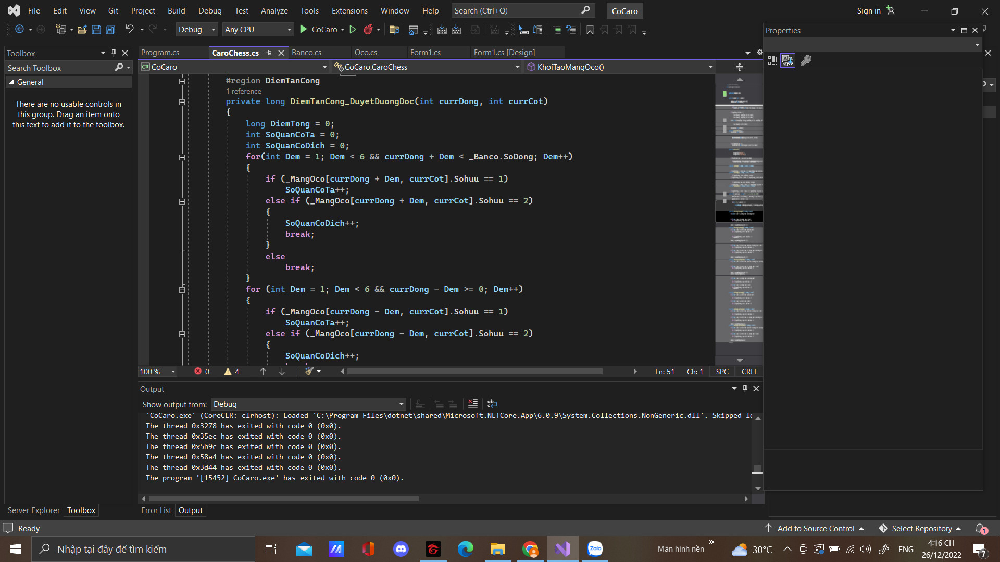 File Edit View Git Project Build Debug Test Analyze Tools Extensions Window Help Search (Ctrl+Q) CoCaro Sign in
Debug Any CPU CoCaro
Toolbox
Search Toolbox
General
There are no usable controls in
this group. Drag an item onto
this text to add it to the toolbox.
Program.cs CaroChess.cs Banco.cs Oco.cs Form1.cs Form1.cs [Design]
CoCaro CoCaro.CaroChess KhoiTaoMangOco()
#region DiemTanCong
1 reference
private long DiemTanCong_DuyetDuongDoc(int currDong, int currCot)
{
long DiemTong = 0;
int SoQuanCoTa = 0;
int SoQuanCoDich = 0;
for(int Dem = 1; Dem < 6 && currDong + Dem < _Banco.SoDong; Dem++)
{
if (_MangOco[currDong + Dem, currCot].Sohuu == 1)
SoQuanCoTa++;
else if (_MangOco[currDong + Dem, currCot].Sohuu == 2)
{
SoQuanCoDich++;
break;
}
else
break;
}
for (int Dem = 1; Dem < 6 && currDong - Dem >= 0; Dem++)
{
if (_MangOco[currDong - Dem, currCot].Sohuu == 1)
SoQuanCoTa++;
else if (_MangOco[currDong - Dem, currCot].Sohuu == 2)
{
SoQuanCoDich++;
100 % 0 4 Ln: 51 Ch: 1 SPC CRLF
Output
Show output from: Debug
'CoCaro.exe' (CoreCLR: clrhost): Loaded 'C:\Program Files\dotnet\shared\Microsoft.NETCore.App\6.0.9\System.Collections.NonGeneric.dll'. Skipped
The thread 0x3278 has exited with code 0 (0x0).
The thread 0x35ec has exited with code 0 (0x0).
The thread 0x5b9c has exited with code 0 (0x0).
The thread 0x58a4 has exited with code 0 (0x0).
The thread 0x3d44 has exited with code 0 (0x0).
The program '[15452] CoCaro.exe' has exited with code 0 (0x0).
Server Explorer Toolbox Error List Output
Properties
Ready Add to Source Control Select Repository 1
Nhập tại đây để tìm kiếm Zalo Màn hình nền » 30°C ENG 4:16 CH
26/12/2022 7